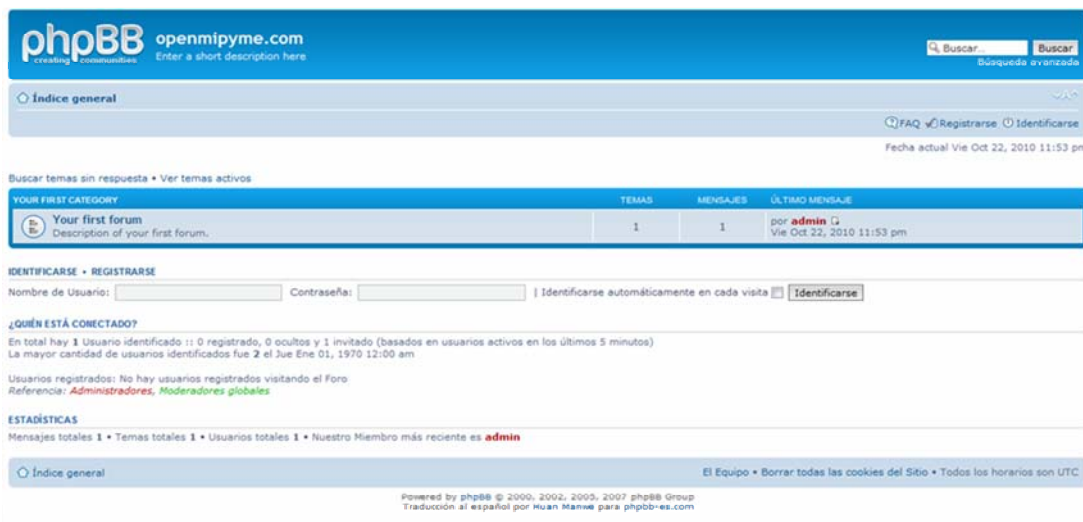 phpBB
creating communities
openmipyme.com
Enter a short description here
Buscar... Buscar
Búsqueda avanzada
Índice general
FAQ Registrarse Identificarse
Fecha actual Vie Oct 22, 2010 11:53 pm
Buscar temas sin respuesta • Ver temas activos
YOUR FIRST CATEGORY TEMAS MENSAJES ÚLTIMO MENSAJE
Your first forum
Description of your first forum.
1 1
por admin
Vie Oct 22, 2010 11:53 pm
IDENTIFICARSE • REGISTRARSE
Nombre de Usuario: Contraseña: | Identificarse automáticamente en cada visita Identificarse
¿QUIÉN ESTÁ CONECTADO?
En total hay 1 Usuario identificado :: 0 registrado, 0 ocultos y 1 invitado (basados en usuarios activos en los últimos 5 minutos)
La mayor cantidad de usuarios identificados fue 2 el Jue Ene 01, 1970 12:00 am
Usuarios registrados: No hay usuarios registrados visitando el Foro
Referencia: Administradores, Moderadores globales
ESTADÍSTICAS
Mensajes totales 1 • Temas totales 1 • Usuarios totales 1 • Nuestro Miembro más reciente es admin
Índice general El Equipo • Borrar todas las cookies del Sitio • Todos los horarios son UTC
Powered by phpBB © 2000, 2002, 2005, 2007 phpBB Group
Traducción al español por Huan Manwe para phpbb-es.com